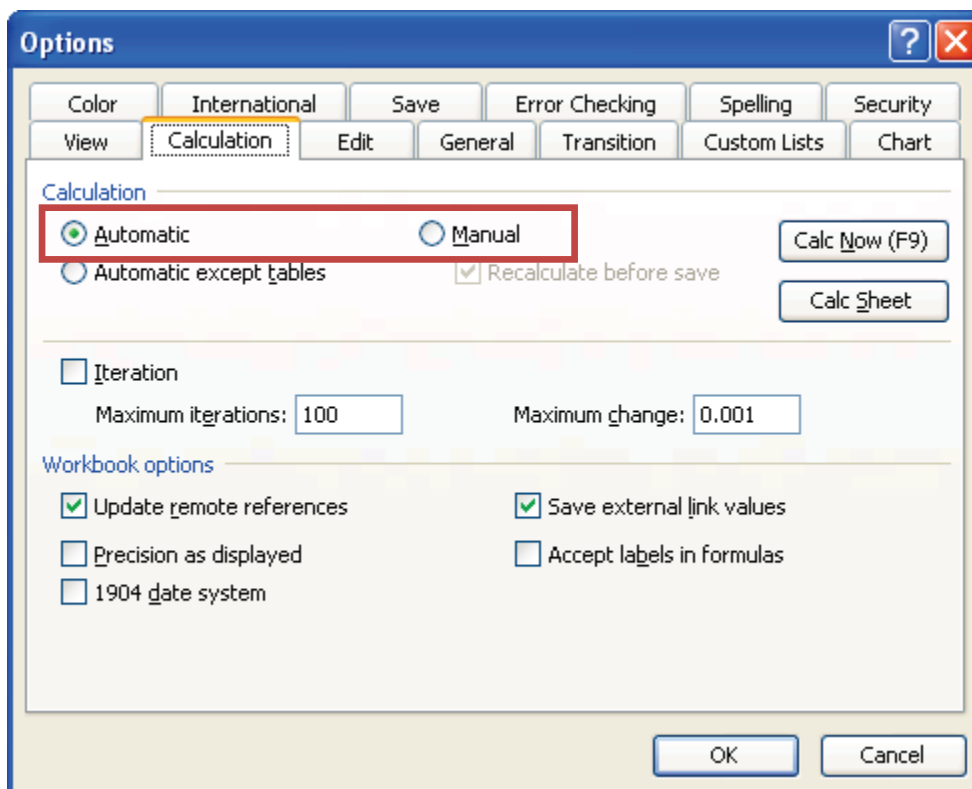 Options
Color International Save Error Checking Spelling Security
View Calculation Edit General Transition Custom Lists Chart
Calculation
Automatic Manual Calc Now (F9)
Automatic except tables Recalculate before save
Calc Sheet
Iteration
Maximum iterations: 100 Maximum change: 0.001
Workbook options
Update remote references Save external link values
Precision as displayed Accept labels in formulas
1904 date system
OK Cancel